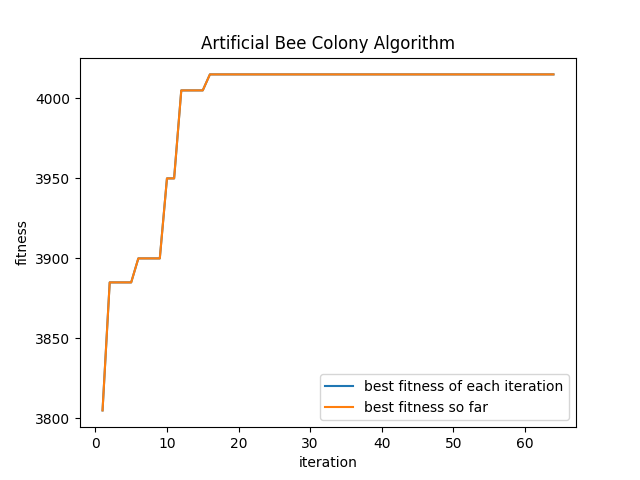 Artificial Bee Colony Algorithm
4000
3950
3900
3850
3800
fitness
0 10 20 30 40 50 60
iteration
best fitness of each iteration
best fitness so far